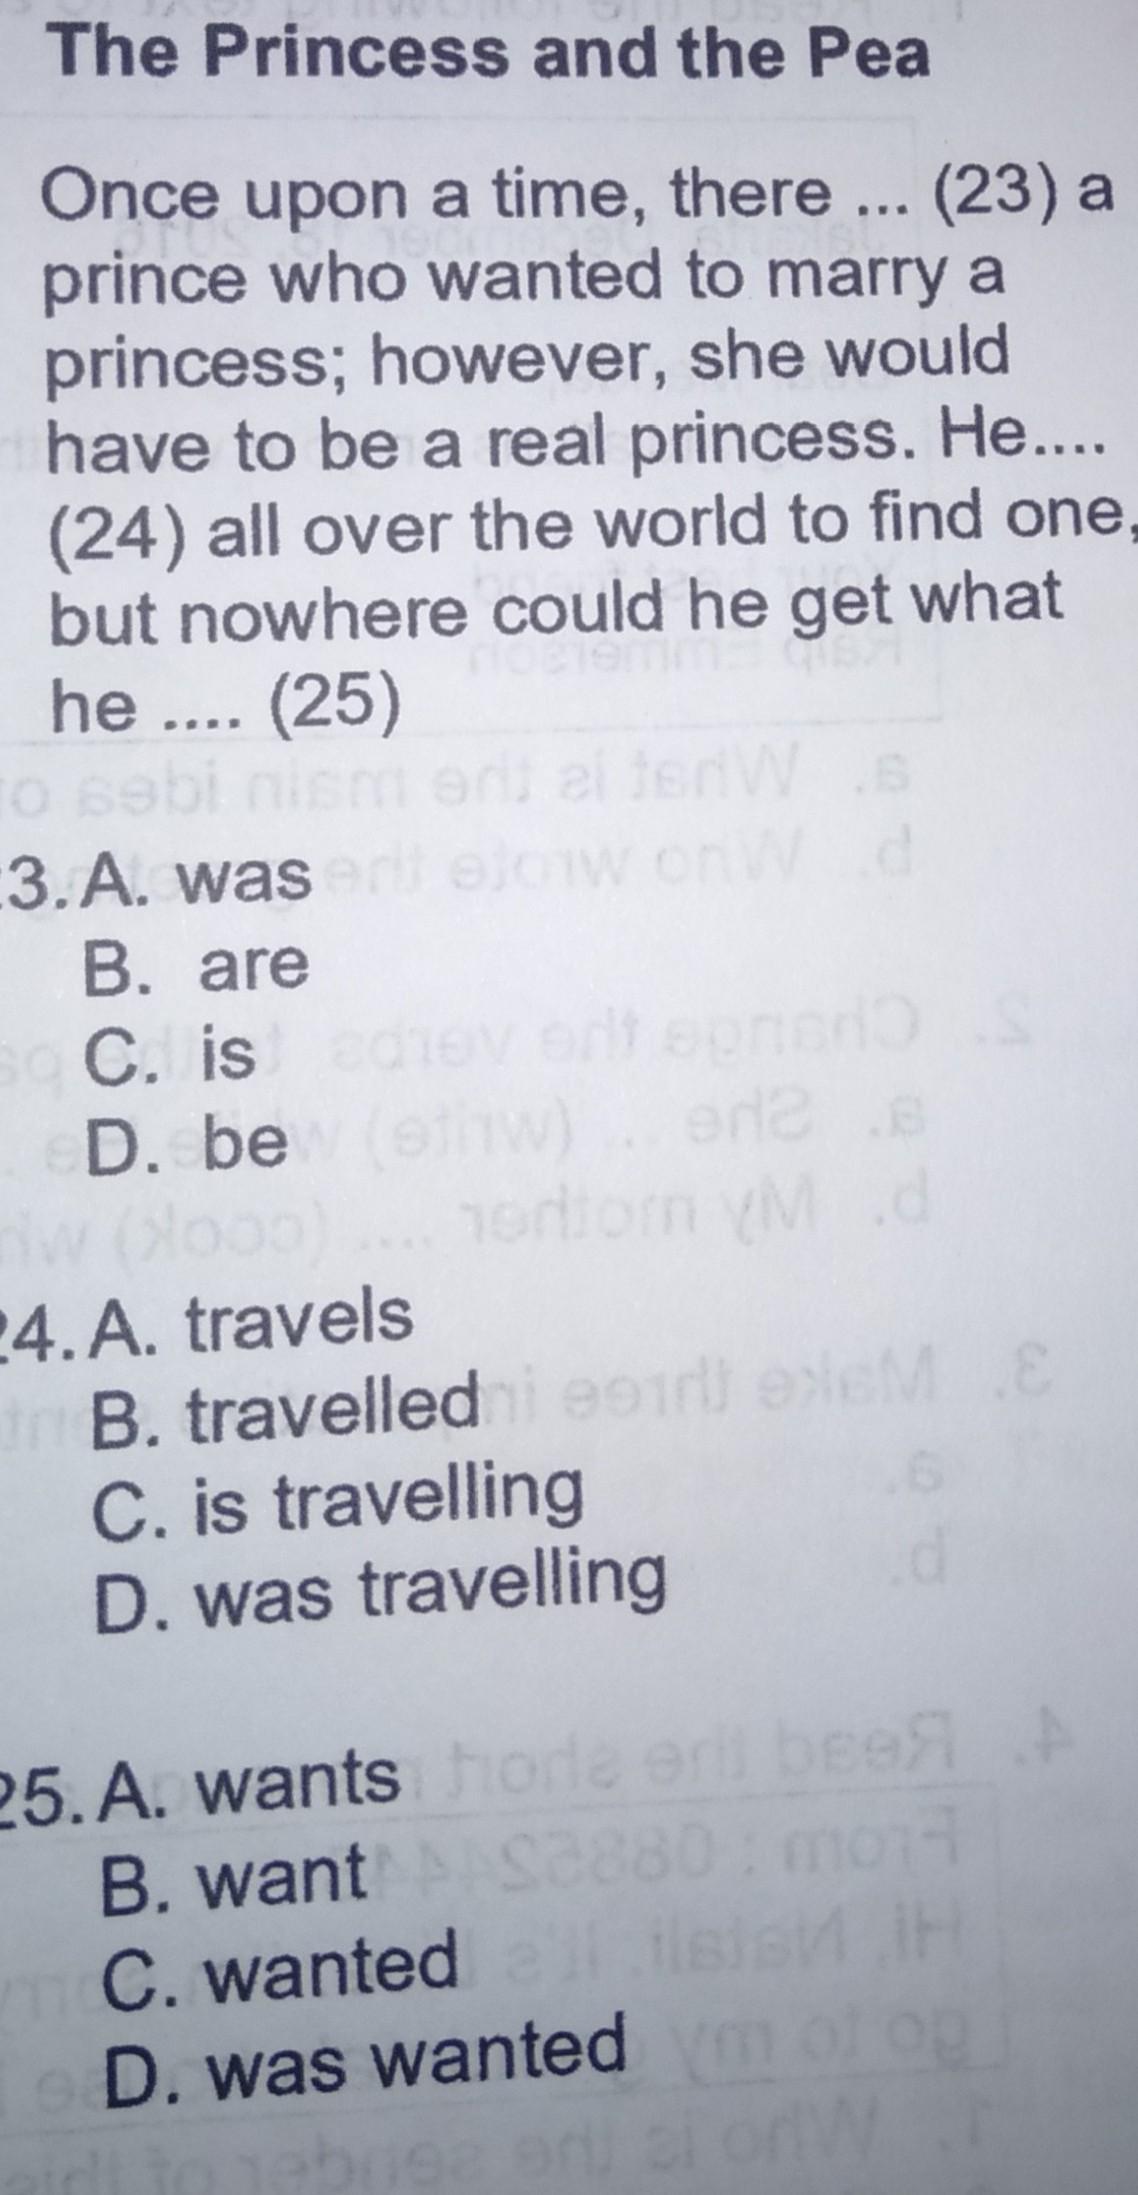 The Princess and the Pea
Once upon a time, there ... (23) a
prince who wanted to marry a
princess; however, she would
have to be a real princess. He....
(24) all over the world to find one,
but nowhere could he get what
he .... (25)
23. A. was
B. are
C. is
D. be
24. A. travels
B. travelled
C. is travelling
D. was travelling
25. A. wants
B. want
C. wanted
D. was wanted